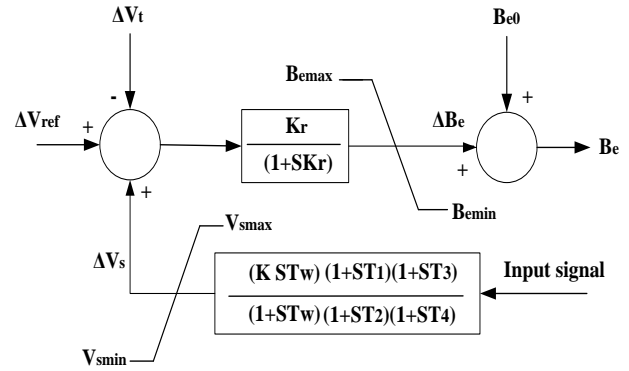 ΔVt
Be0
-
+
Bemax
ΔVref
+
Kr
(1+SKr)
ΔBe
+
Be
+
Bemin
Vsmax
ΔVs
(K STw) (1+ST1)(1+ST3)
(1+STw) (1+ST2)(1+ST4)
Input signal
Vsmin